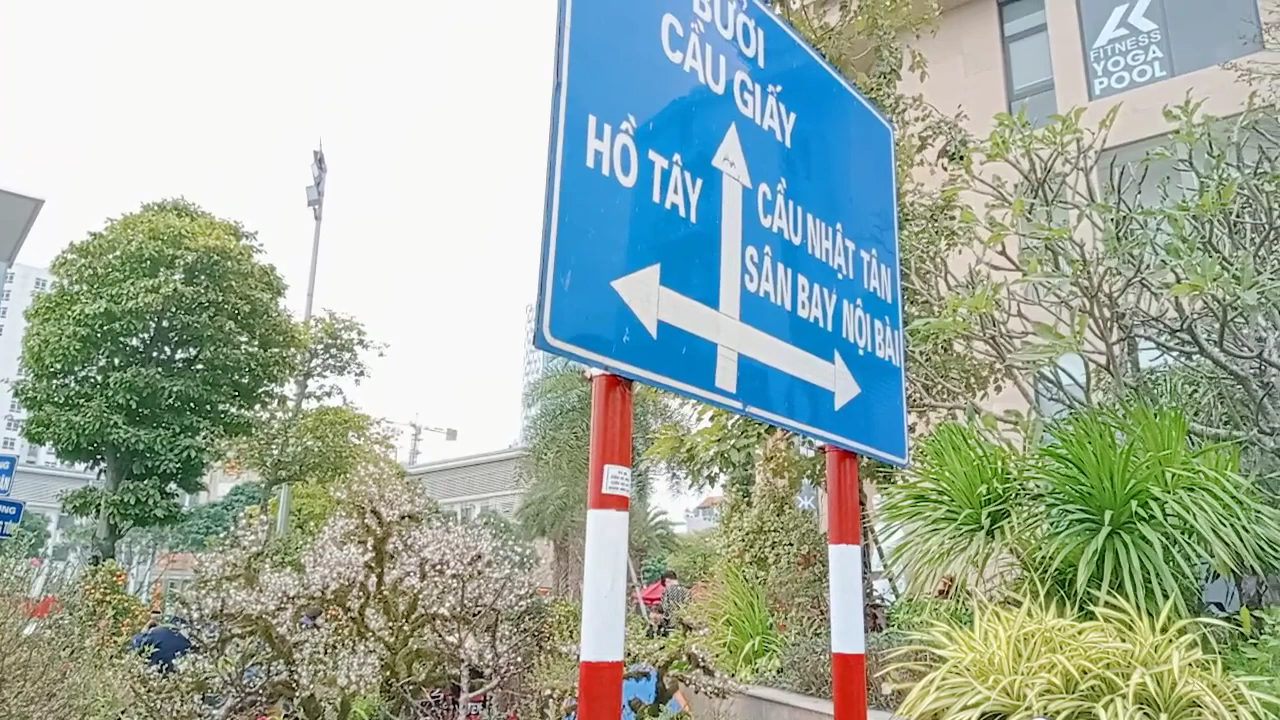 BƯỞI
CẦU GIẤY
HỒ TÂY
CẦU NHẬT TÂN
SÂN BAY NỘI BÀI
FITNESS
YOGA
POOL